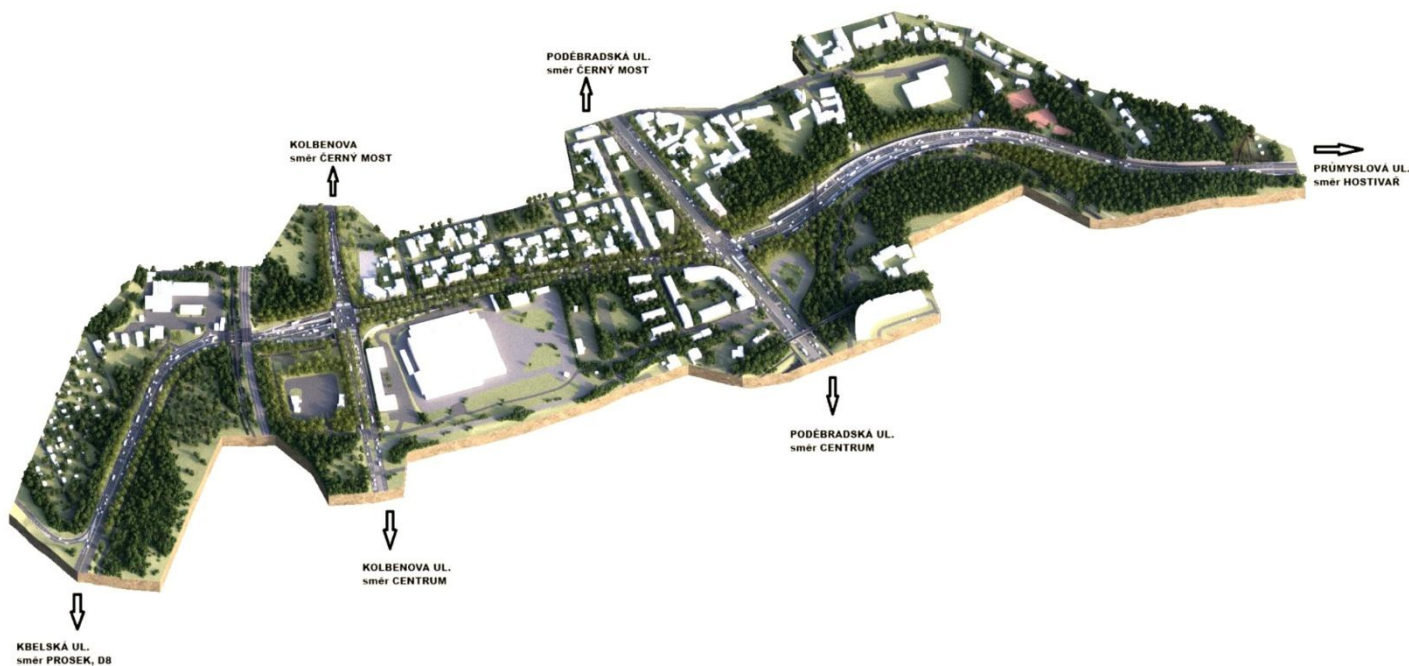 PODĚBRADSKÁ UL.
směr ČERNÝ MOST
KOLBENOVA
směr ČERNÝ MOST
PRŮMYSLOVÁ UL.
směr HOSTIVAŘ
PODĚBRADSKÁ UL.
směr CENTRUM
KOLBENOVA UL.
směr CENTRUM
KBELSKÁ UL.
směr PROSEK, D8